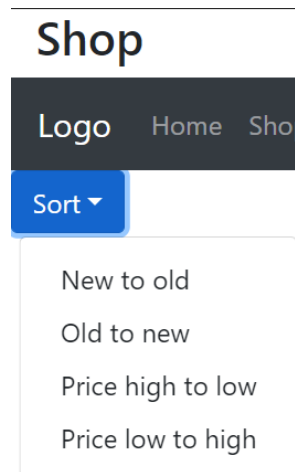 Shop
Logo Home Sho
Sort
New to old
Old to new
Price high to low
Price low to high